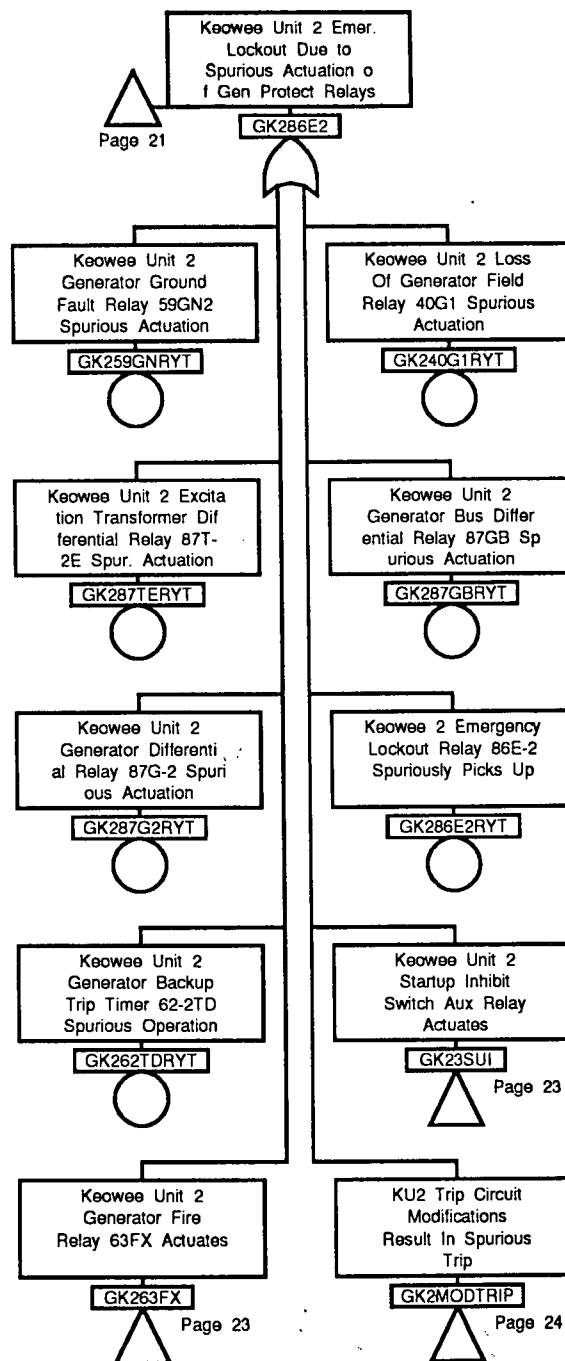 Keowee Unit 2 Emer.
Lockout Due to
Spurious Actuation o
f Gen Protect Relays
Page 21
GK286E2
Keowee Unit 2
Generator Ground
Fault Relay 59GN2
Spurious Actuation
GK259GNRYT
Keowee Unit 2 Loss
Of Generator Field
Relay 40G1 Spurious
Actuation
GK240G1RYT
Keowee Unit 2 Excita
tion Transformer Dif
ferential Relay 87T-
2E Spur. Actuation
GK287TERYT
Keowee Unit 2
Generator Bus Differ
ential Relay 87GB Sp
urious Actuation
GK287GBRYT
Keowee Unit 2
Generator Differenti
al Relay 87G-2 Spuri
ous Actuation
GK287G2RYT
Keowee 2 Emergency
Lockout Relay 86E-2
Spuriously Picks Up
GK286E2RYT
Keowee Unit 2
Generator Backup
Trip Timer 62-2TD
Spurious Operation
GK262TDRYT
Keowee Unit 2
Startup Inhibit
Switch Aux Relay
Actuates
GK23SUI
Page 23
Keowee Unit 2
Generator Fire
Relay 63FX Actuates
GK263FX
Page 23
KU2 Trip Circuit
Modifications
Result In Spurious
Trip
GK2MODTRIP
Page 24